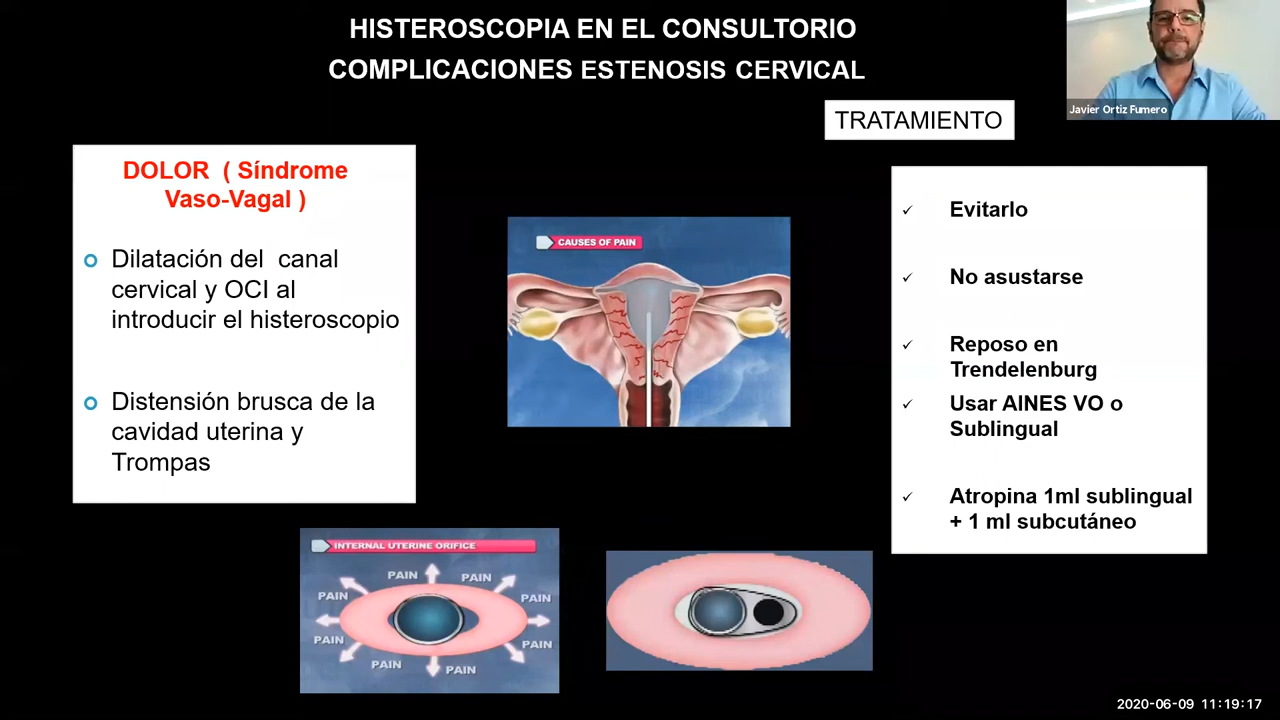 HISTEROSCOPIA EN EL CONSULTORIO
COMPLICACIONES ESTENOSIS CERVICAL
Javier Ortiz Fumero
TRATAMIENTO
DOLOR ( Síndrome
Vaso-Vagal )
Dilatación del canal
cervical y OCI al
introducir el histeroscopio
Distensión brusca de la
cavidad uterina y
Trompas
CAUSES OF PAIN
Evitarlo
No asustarse
Reposo en
Trendelenburg
Usar AINES VO o
Sublingual
Atropina 1ml sublingual
+ 1 ml subcutáneo
INTERNAL UTERINE ORIFICE
PAIN PAIN
PAIN PAIN
PAIN PAIN
PAIN PAIN
2020-06-09 11:19:17